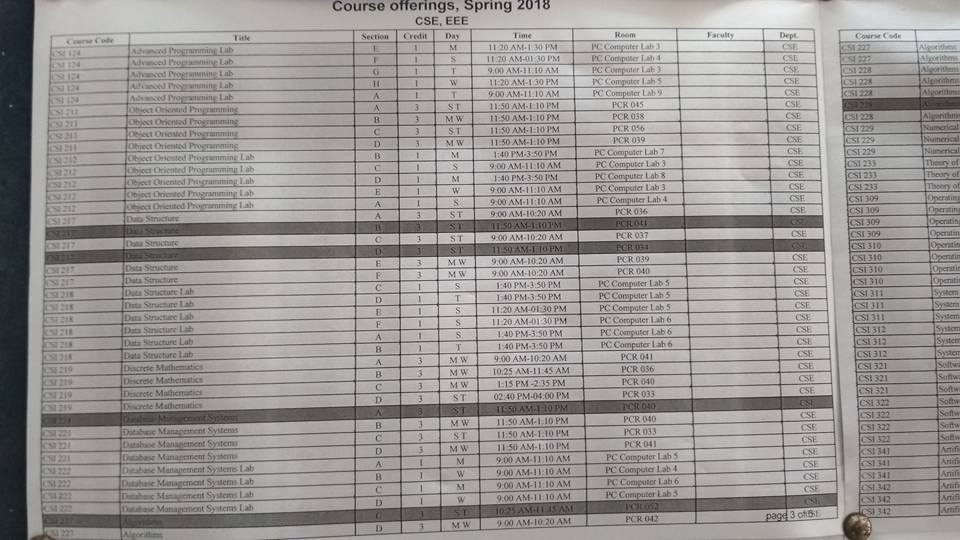 Course offerings, Spring 2018
CSE, EEE
Course Code Title Section Credit Day Time Room Faculty Dept.
CSI 124 Advanced Programming Lab E 1 M 11:20 AM-1:30 PM PC Computer Lab 3 CSE
CSI 124 Advanced Programming Lab F 1 S 11:20 AM-01:30 PM PC Computer Lab 4 CSE
CSI 124 Advanced Programming Lab G 1 T 9:00 AM-11:10 AM PC Computer Lab 3 CSE
CSI 124 Advanced Programming Lab H 1 W 11:20 AM-1:30 PM PC Computer Lab 5 CSE
CSI 124 Advanced Programming Lab A 1 T 9:00 AM-11:10 AM PC Computer Lab 9 CSE
CSI 211 Object Oriented Programming A 3 S T 11:50 AM-1:10 PM PCR 045 CSE
CSI 211 Object Oriented Programming B 3 M W 11:50 AM-1:10 PM PCR 038 CSE
CSI 211 Object Oriented Programming C 3 S T 11:50 AM-1:10 PM PCR 056 CSE
CSI 211 Object Oriented Programming D 3 M W 11:50 AM-1:10 PM PCR 039 CSE
CSI 212 Object Oriented Programming Lab B 1 M 1:40 PM-3:50 PM PC Computer Lab 7 CSE
CSI 212 Object Oriented Programming Lab C 1 S 9:00 AM-11:10 AM PC Computer Lab 3 CSE
CSI 212 Object Oriented Programming Lab D 1 M 1:40 PM-3:50 PM PC Computer Lab 8 CSE
CSI 212 Object Oriented Programming Lab E 1 W 9:00 AM-11:10 AM PC Computer Lab 3 CSE
CSI 212 Object Oriented Programming Lab A 1 S 9:00 AM-11:10 AM PC Computer Lab 4 CSE
CSI 217 Data Structure A 3 S T 9:00 AM-10:20 AM PCR 036 CSE
CSI 217 Data Structure B 3 S T 11:50 AM-1:10 PM PCR 041 CSE
CSI 217 Data Structure C 3 S T 9:00 AM-10:20 AM PCR 037 CSE
CSI 217 Data Structure D 3 S T 11:50 AM-1:10 PM PCR 034 CSE
CSI 217 Data Structure E 3 M W 9:00 AM-10:20 AM PCR 039 CSE
CSI 217 Data Structure F 3 M W 9:00 AM-10:20 AM PCR 040 CSE
CSI 218 Data Structure Lab C 1 S 1:40 PM-3:50 PM PC Computer Lab 5 CSE
CSI 218 Data Structure Lab D 1 T 1:40 PM-3:50 PM PC Computer Lab 5 CSE
CSI 218 Data Structure Lab E 1 S 11:20 AM-01:30 PM PC Computer Lab 5 CSE
CSI 218 Data Structure Lab F 1 S 11:20 AM-01:30 PM PC Computer Lab 6 CSE
CSI 218 Data Structure Lab A 1 S 1:40 PM-3:50 PM PC Computer Lab 6 CSE
CSI 218 Data Structure Lab B 1 T 1:40 PM-3:50 PM PC Computer Lab 6 CSE
CSI 219 Discrete Mathematics A 3 M W 9:00 AM-10:20 AM PCR 041 CSE
CSI 219 Discrete Mathematics B 3 M W 10:25 AM-11:45 AM PCR 036 CSE
CSI 219 Discrete Mathematics C 3 M W 1:15 PM-2:35 PM PCR 040 CSE
CSI 219 Discrete Mathematics D 3 S T 02:40 PM-04:00 PM PCR 033 CSE
CSI 221 Database Management Systems A 3 S T 11:50 AM-1:10 PM PCR 040 CSE
CSI 221 Database Management Systems B 3 M W 11:50 AM-1:10 PM PCR 040 CSE
CSI 221 Database Management Systems C 3 S T 11:50 AM-1:10 PM PCR 033 CSE
CSI 221 Database Management Systems D 3 M W 11:50 AM-1:10 PM PCR 041 CSE
CSI 222 Database Management Systems Lab A 1 M 9:00 AM-11:10 AM PC Computer Lab 5 CSE
CSI 222 Database Management Systems Lab B 1 W 9:00 AM-11:10 AM PC Computer Lab 4 CSE
CSI 222 Database Management Systems Lab C 1 M 9:00 AM-11:10 AM PC Computer Lab 6 CSE
CSI 222 Database Management Systems Lab D 1 W 9:00 AM-11:10 AM PC Computer Lab 5 CSE
CSI 227 Algorithms C 3 S T 10:25 AM-11:45 AM PCR 052 CSE
CSI 227 Algorithms D 3 M W 9:00 AM-10:20 AM PCR 042 CSE
page 3 of 5
Course Code
CSI 227 Algorithms
CSI 227 Algorithms
CSI 228 Algorithms
CSI 228 Algorithms
CSI 228 Algorithms
CSI 228 Algorithms
CSI 228 Algorithms
CSI 229 Numerical
CSI 229 Numerical
CSI 229 Numerical
CSI 233 Theory of
CSI 233 Theory of
CSI 233 Theory of
CSI 309 Operating
CSI 309 Operating
CSI 309 Operating
CSI 309 Operating
CSI 310 Operatin
CSI 310 Operatin
CSI 310 Operatin
CSI 310 Operatin
CSI 311 System
CSI 311 System
CSI 311 System
CSI 312 System
CSI 312 System
CSI 312 System
CSI 321 Softwa
CSI 321 Softwa
CSI 321 Softwa
CSI 322 Softw
CSI 322 Softw
CSI 322 Softw
CSI 341 Artifi
CSI 341 Artifi
CSI 341 Artifi
CSI 342 Artifi
CSI 342 Artifi
CSI 342 Artifi